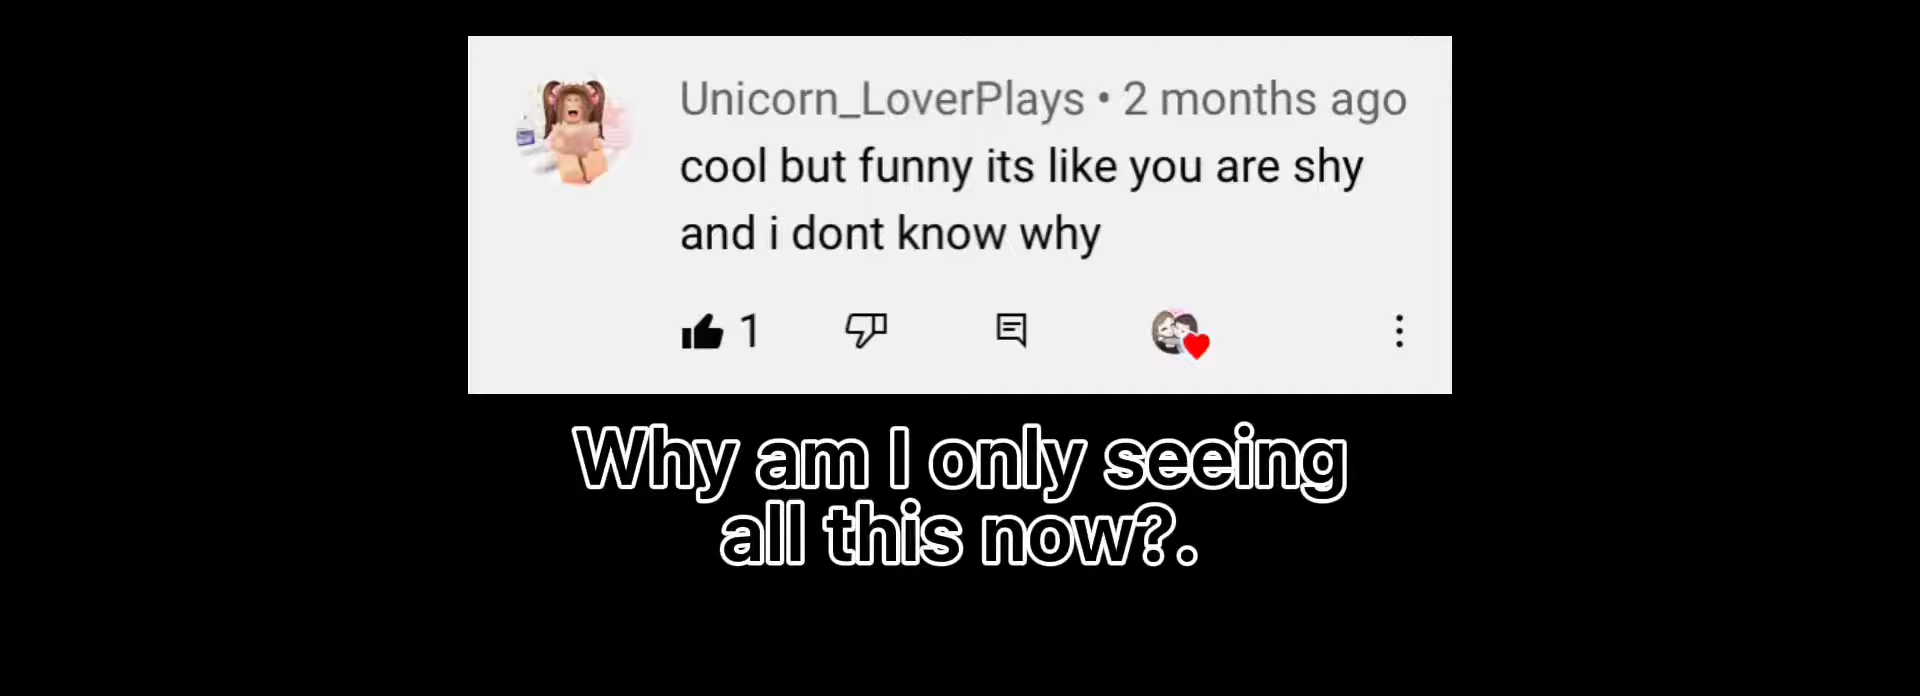 Unicorn_LoverPlays • 2 months ago
cool but funny its like you are shy
and i dont know why
1
Why am I only seeing
all this now?.